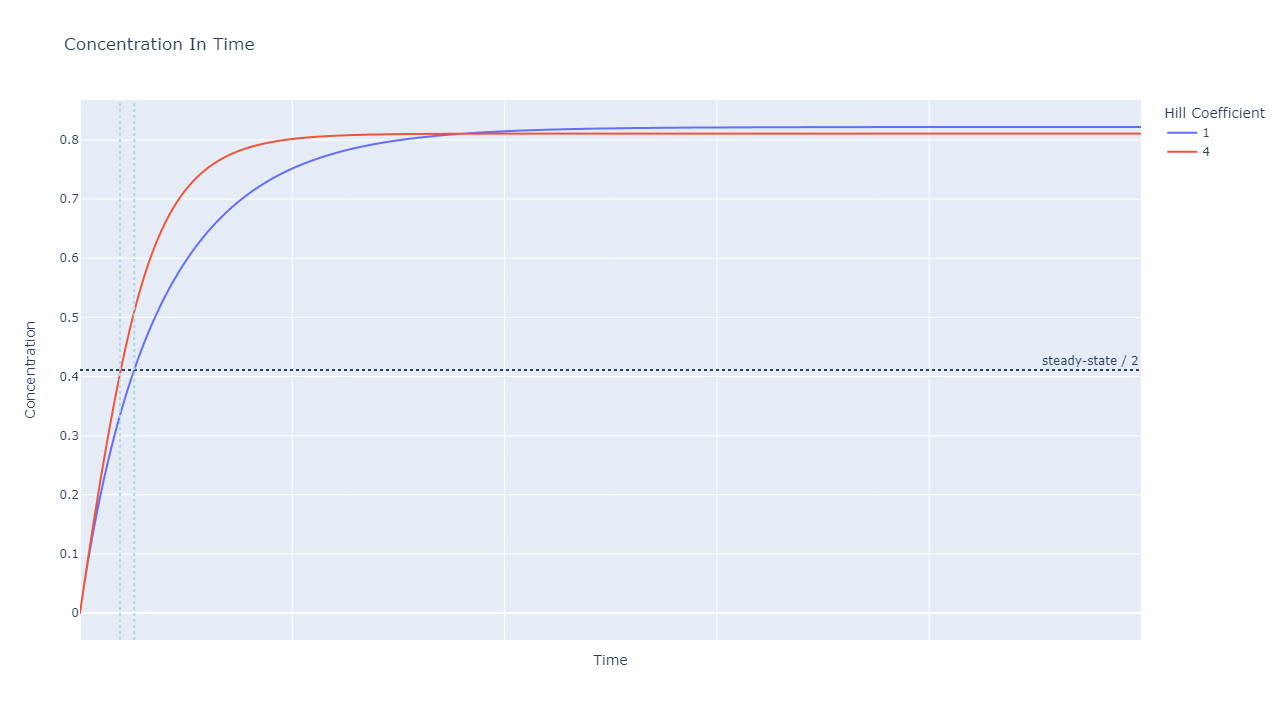 Concentration In Time
Hill Coefficient
1
4
0.8
0.7
0.6
0.5
0.4
0.3
0.2
0.1
0
steady-state / 2
Concentration
Time